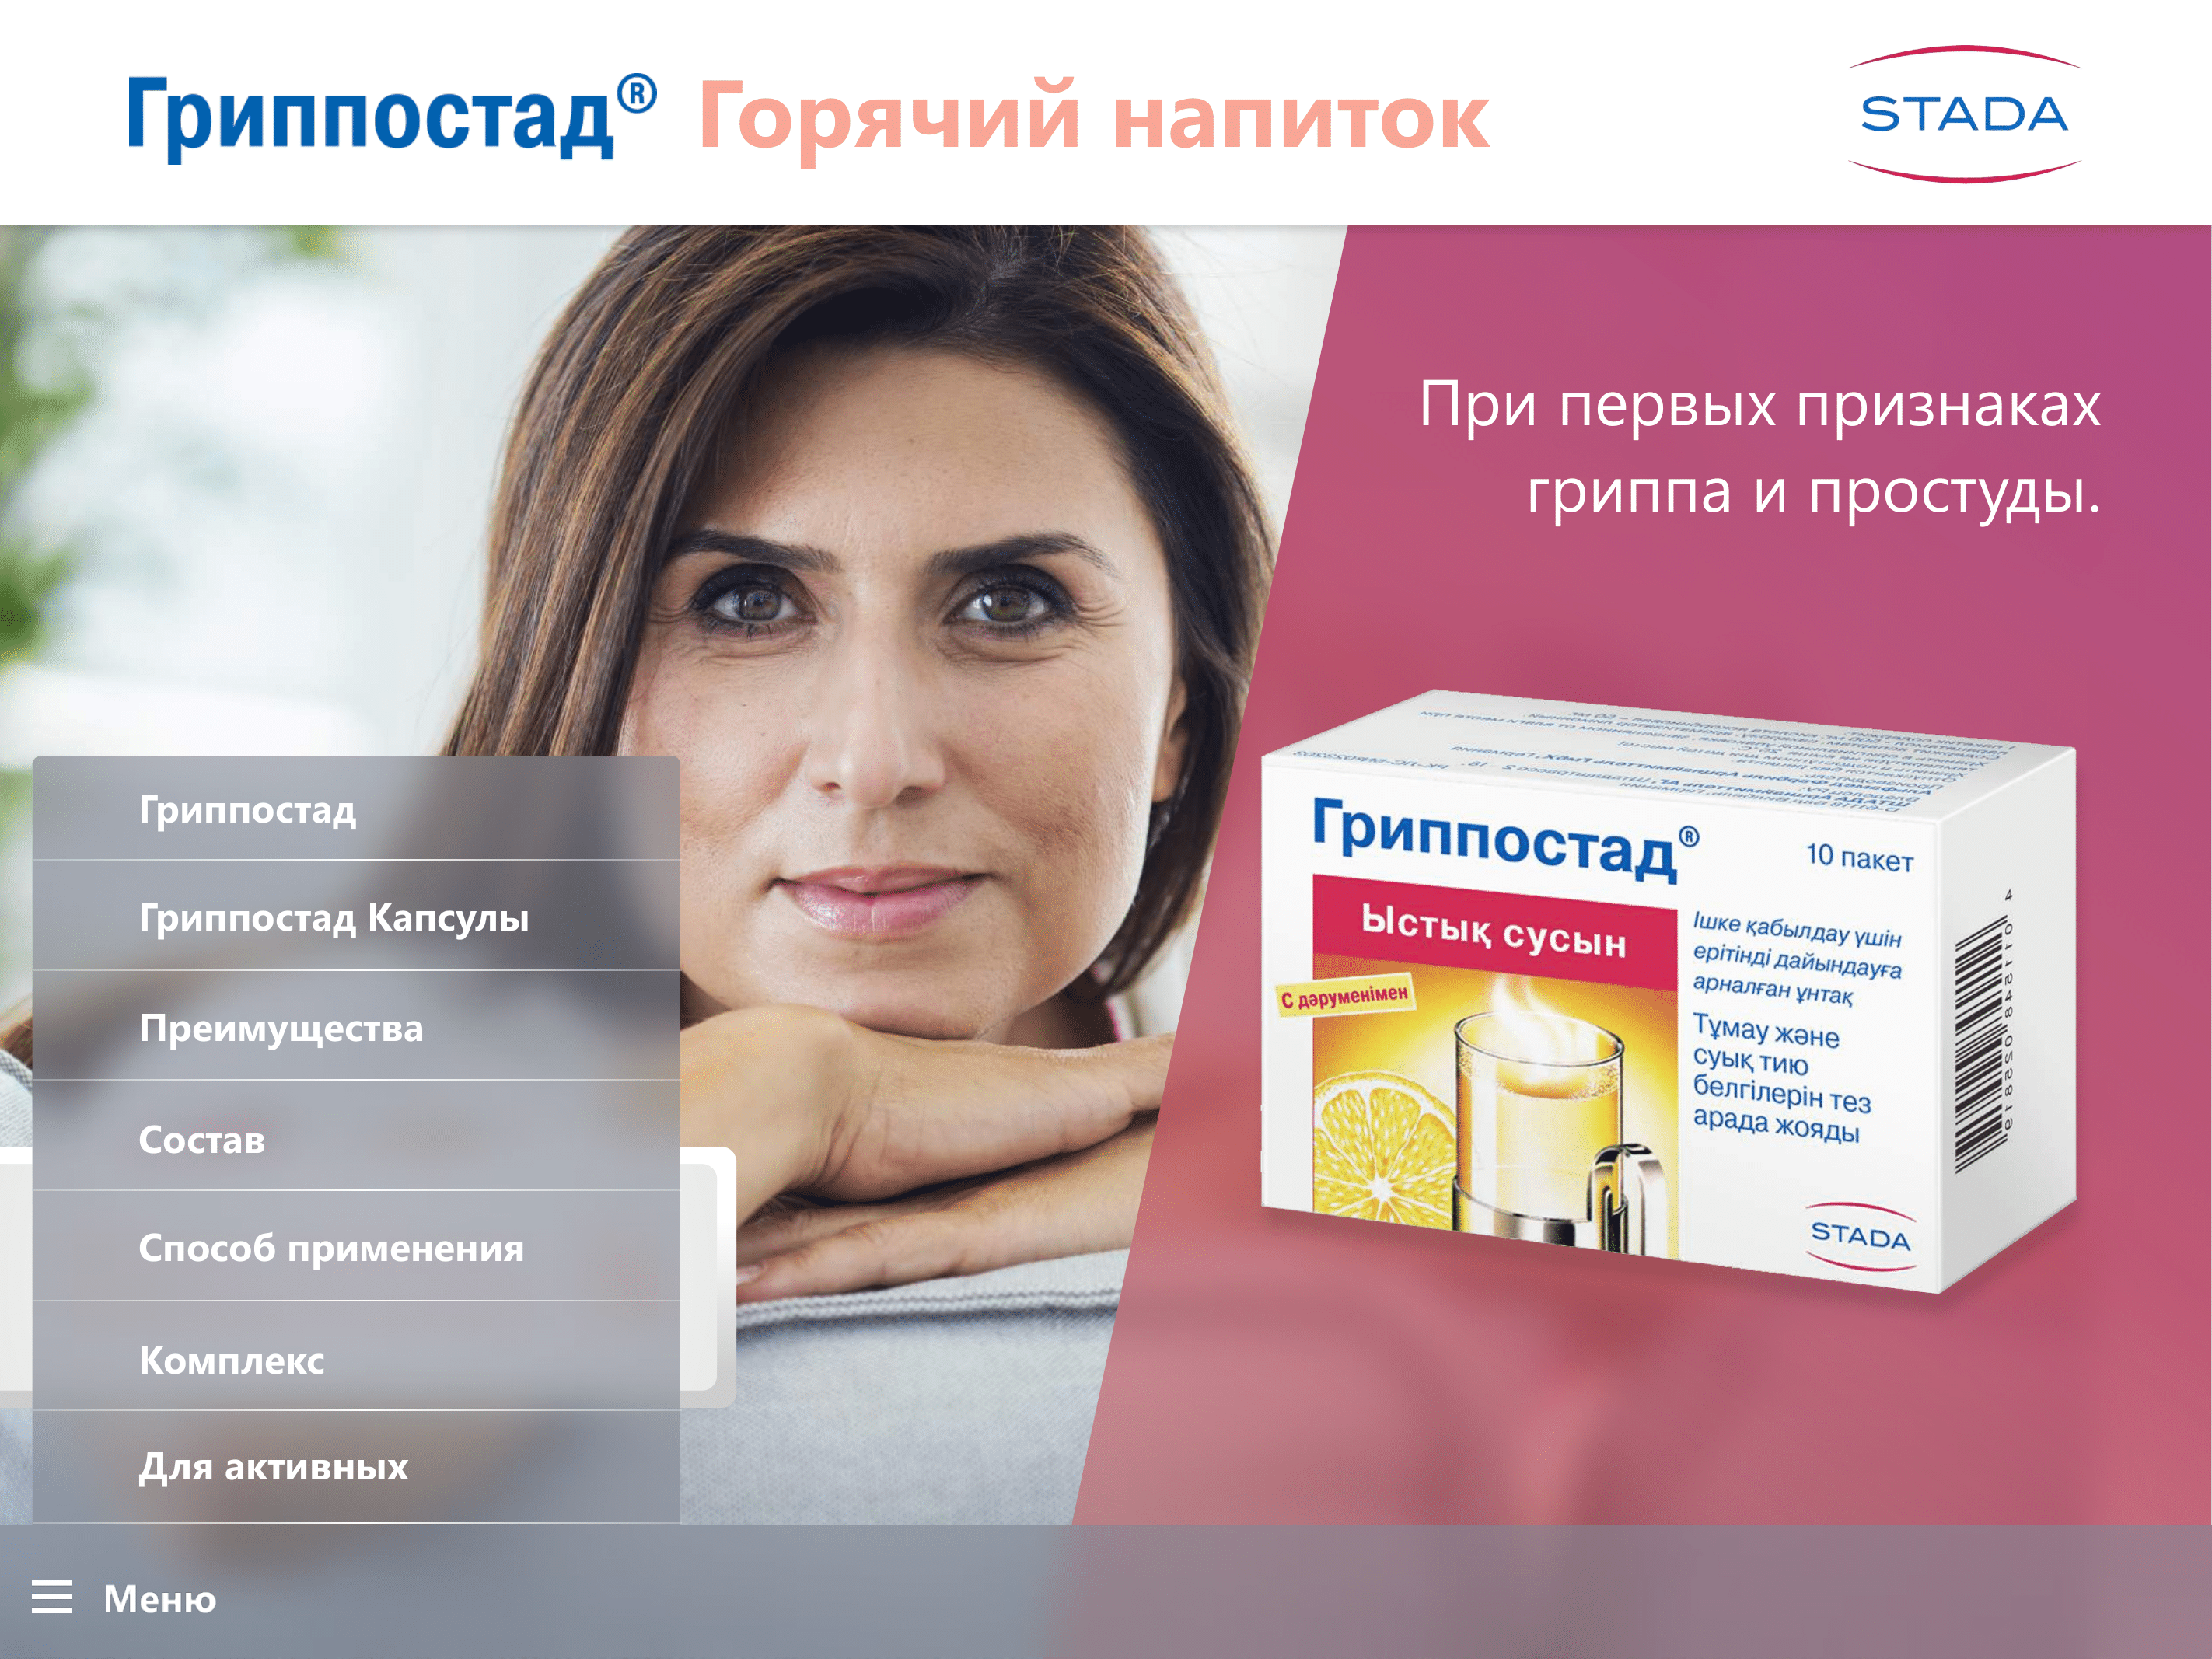 Гриппостад® Горячий напиток
STADA
При первых признаках
гриппа и простуды.
Гриппостад®
10 пакет
Ыстық сусын
С дәруменімен
Ішке қабылдау үшін
ерітінді дайындауға
арналған ұнтақ
Тұмау және
суық тию
белгілерін тез
арада жояды
STADA
Гриппостад
Гриппостад Капсулы
Преимущества
Состав
Способ применения
Комплекс
Для активных
Меню